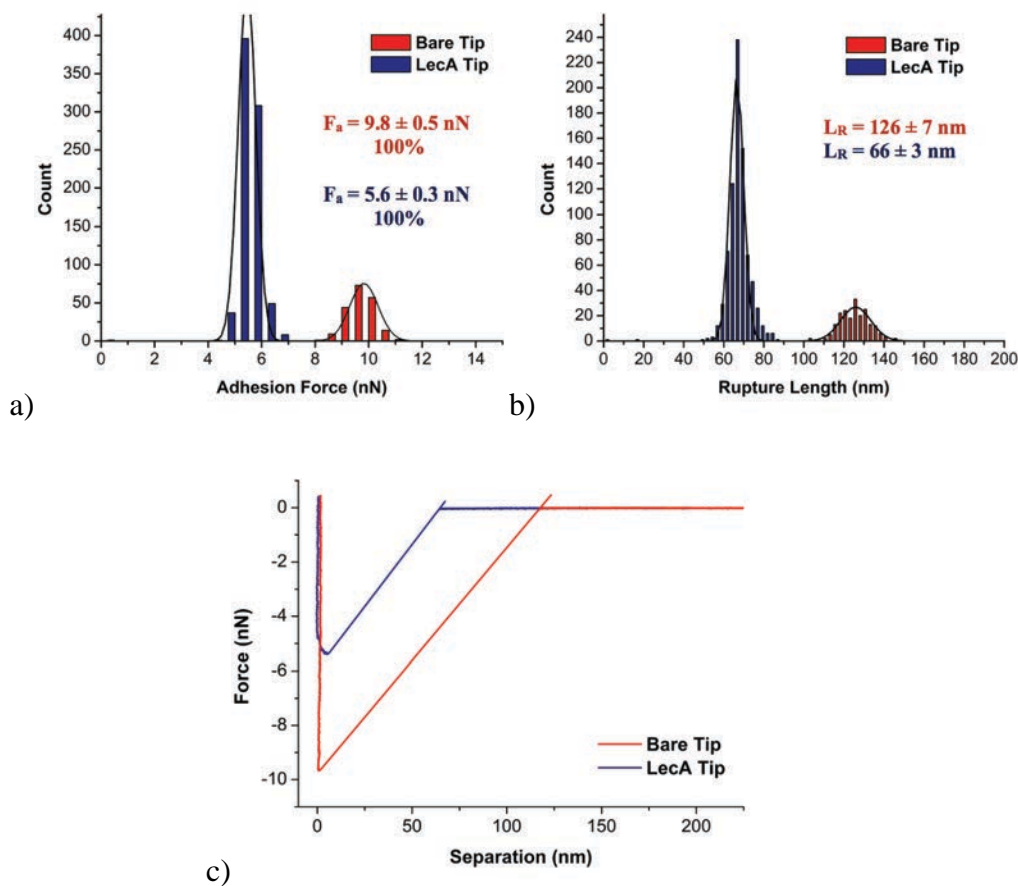 400
350
300
250
200
150
100
50
0
Count
0 2 4 6 8 10 12 14
Adhesion Force (nN)
Bare Tip
LecA Tip
Fₐ = 9.8 ± 0.5 nN
100%
Fₐ = 5.6 ± 0.3 nN
100%
a)
240
220
200
180
160
140
120
100
80
60
40
20
0
Count
0 20 40 60 80 100 120 140 160 180 200
Rupture Length (nm)
Bare Tip
LecA Tip
L_R = 126 ± 7 nm
L_R = 66 ± 3 nm
b)
0
-2
-4
-6
-8
-10
Force (nN)
0 50 100 150 200
Separation (nm)
Bare Tip
LecA Tip
c)